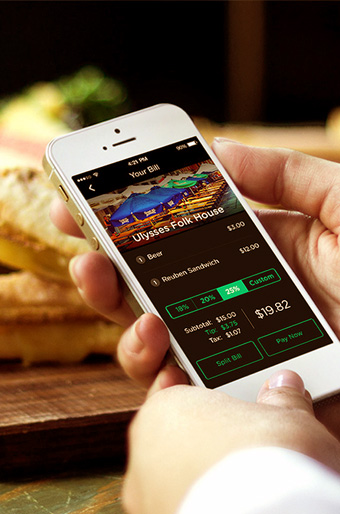 4:21 PM
90%
Your Bill
Ulysses Folk House
1 Beer $3.00
1 Reuben Sandwich $12.00
18% 20% 25% Custom
Subtotal: $15.00
Tip: $3.75
Tax: $1.07
$19.82
Split Bill Pay Now